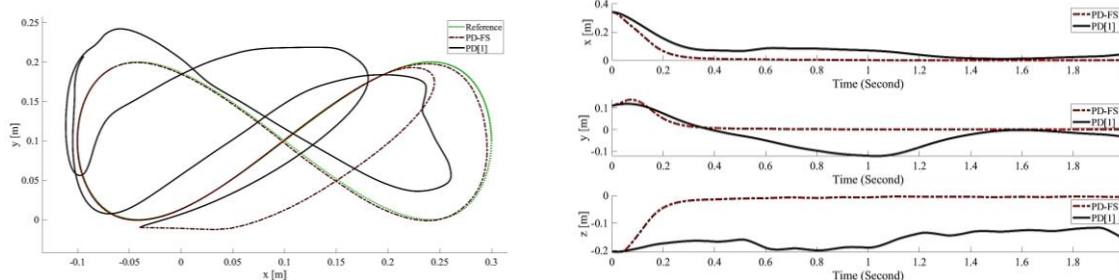 0.25
0.2
0.15
0.1
0.05
0
y [m]
-0.1
-0.05
0
0.05
0.1
0.15
0.2
0.25
0.3
x [m]
Reference
PD-FS
PD[1]
0.4
0.2
0
x [m]
PD-FS
PD[1]
0 0.2 0.4 0.6 0.8 1 1.2 1.4 1.6 1.8
Time (Second)
0.1
0
-0.1
y [m]
PD-FS
PD[1]
0 0.2 0.4 0.6 0.8 1 1.2 1.4 1.6 1.8
Time (Second)
0
-0.1
-0.2
z [m]
PD-FS
PD[1]
0 0.2 0.4 0.6 0.8 1 1.2 1.4 1.6 1.8
Time (Second)